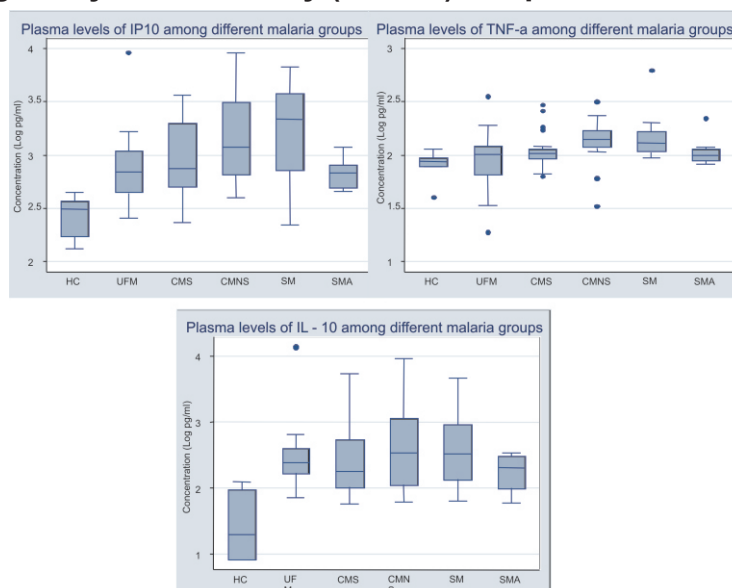 Plasma levels of IP10 among different malaria groups
Concentration (Log pg/ml)
4
3.5
3
2.5
2
HC UFM CMS CMNS SM SMA
Plasma levels of TNF-a among different malaria groups
Concentration (Log pg/ml)
3
2.5
2
1.5
1
HC UFM CMS CMNS SM SMA
Plasma levels of IL - 10 among different malaria groups
Concentration (Log pg/ml)
4
3
2
1
HC UF CMS CMN SM SMA